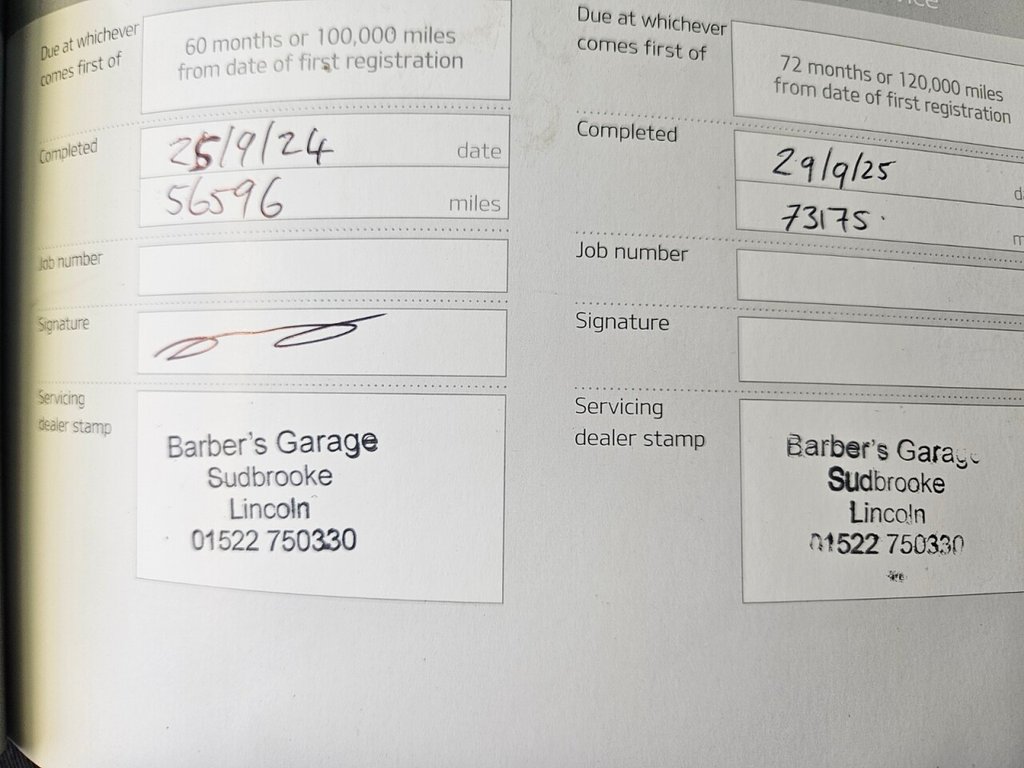 Due at whichever
comes first of
60 months or 100,000 miles
from date of first registration
Completed
25/9/24
date
56596
miles
Job number
Signature
Servicing
dealer stamp
Barber's Garage
Sudbrooke
Lincoln
01522 750330
Due at whichever
comes first of
72 months or 120,000 miles
from date of first registration
Completed
29/9/25
73175
Job number
Signature
Servicing
dealer stamp
Barber's Garage
Sudbrooke
Lincoln
01522 750330